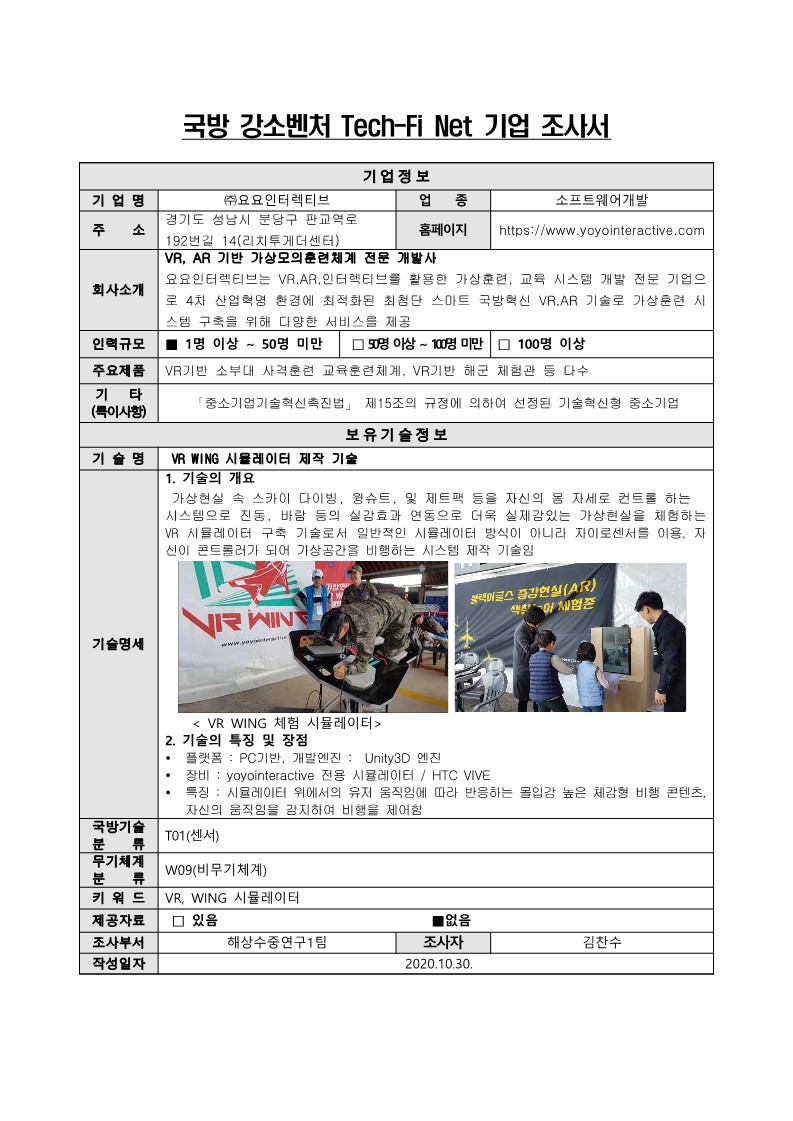 국방 강소벤처 Tech-Fi Net 기업 조사서
기업정보
기 업 명 ㈜요요인터렉티브 업 종 소프트웨어개발
주 소 경기도 성남시 분당구 판교역로
192번길 14(리치투게더센터) 홈페이지 https://www.yoyointeractive.com
회사소개 VR, AR 기반 가상모의훈련체계 전문 개발사
요요인터렉티브는 VR,AR,인터렉티브를 활용한 가상훈련, 교육 시스템 개발 전문 기업으
로 4차 산업혁명 환경에 최적화된 최첨단 스마트 국방혁신 VR,AR 기술로 가상훈련 시
스템 구축을 위해 다양한 서비스를 제공
인력규모 ■ 1명 이상 ~ 50명 미만 □ 50명 이상 ~ 100명 미만 □ 100명 이상
주요제품 VR기반 소부대 사격훈련 교육훈련체계, VR기반 해군 체험관 등 다수
기 타
(특이사항) 「중소기업기술혁신촉진법」 제15조의 규정에 의하여 선정된 기술혁신형 중소기업
보유기술정보
기 술 명 VR WING 시뮬레이터 제작 기술
기술명세 1. 기술의 개요
가상현실 속 스카이 다이빙, 윙슈트, 및 제트팩 등을 자신의 몸 자세로 컨트롤 하는
시스템으로 진동, 바람 등의 실감효과 연동으로 더욱 실제감있는 가상현실을 체험하는
VR 시뮬레이터 구축 기술로서 일반적인 시뮬레이터 방식이 아니라 자이로센서를 이용, 자
신이 콘트롤러가 되어 가상공간을 비행하는 시스템 제작 기술임
VR WING
www.yoyointeractive
블랙이글스 증강현실(AR)
색칠놀이 체험존
< VR WING 체험 시뮬레이터>
2. 기술의 특징 및 장점
• 플랫폼 : PC기반, 개발엔진 : Unity3D 엔진
• 장비 : yoyointeractive 전용 시뮬레이터 / HTC VIVE
• 특징 : 시뮬레이터 위에서의 유저 움직임에 따라 반응하는 몰입감 높은 체감형 비행 콘텐츠,
자신의 움직임을 감지하여 비행을 제어함
국방기술
분 류 T01(센서)
무기체계
분 류 W09(비무기체계)
키 워 드 VR, WING 시뮬레이터
제공자료 □ 있음 ■없음
조사부서 해상수중연구1팀 조사자 김찬수
작성일자 2020.10.30.